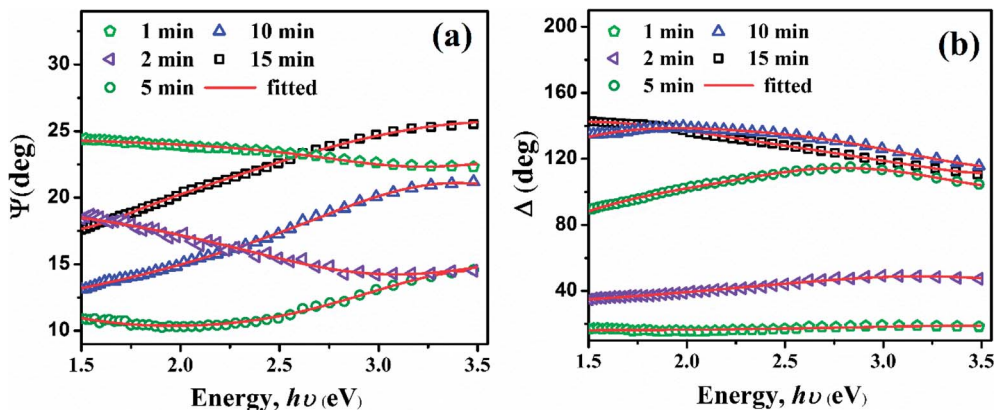 (a)
1 min 10 min
2 min 15 min
5 min fitted
Ψ(deg)
30
25
20
15
10
1.5 2.0 2.5 3.0 3.5
Energy, hυ (eV)
(b)
1 min 10 min
2 min 15 min
5 min fitted
Δ (deg)
200
160
120
80
40
1.5 2.0 2.5 3.0 3.5
Energy, hυ (eV)